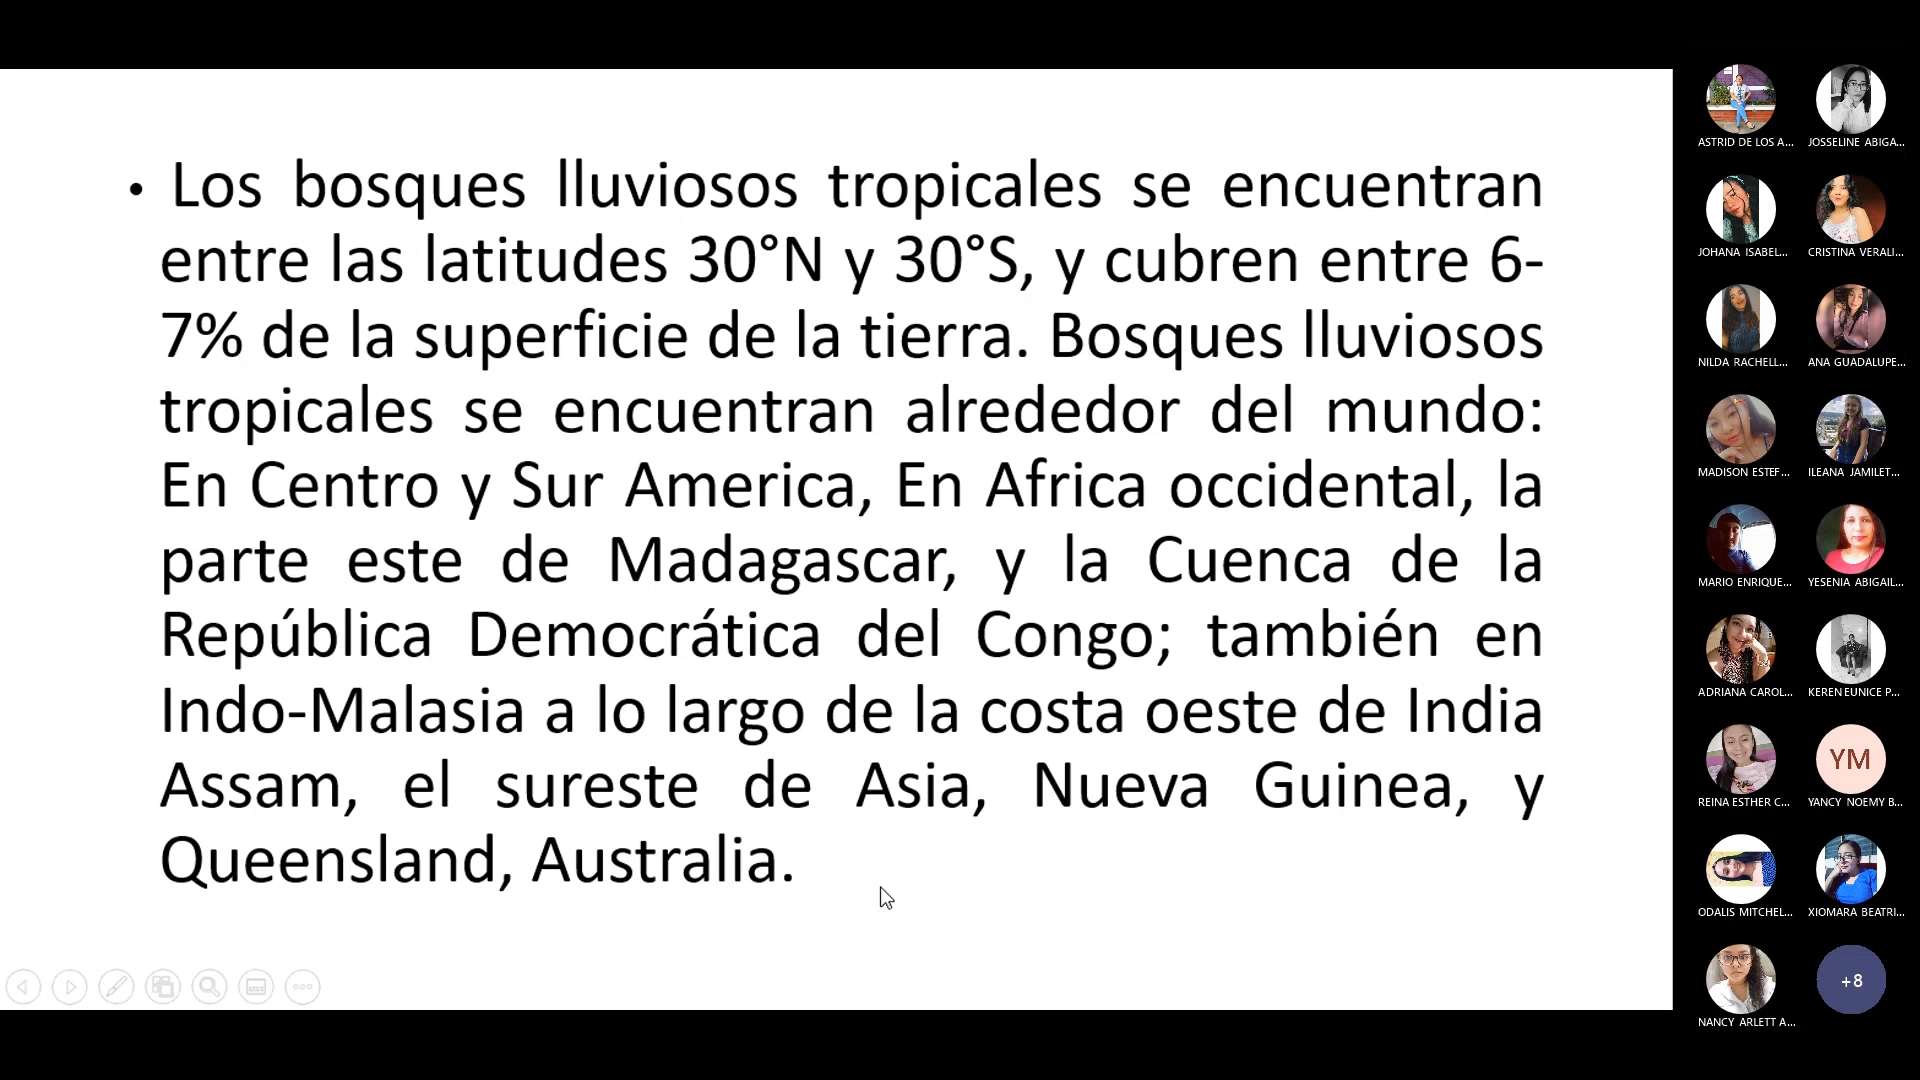 • Los bosques lluviosos tropicales se encuentran
entre las latitudes 30°N y 30°S, y cubren entre 6-
7% de la superficie de la tierra. Bosques lluviosos
tropicales se encuentran alrededor del mundo:
En Centro y Sur America, En Africa occidental, la
parte este de Madagascar, y la Cuenca de la
República Democrática del Congo; también en
Indo-Malasia a lo largo de la costa oeste de India
Assam, el sureste de Asia, Nueva Guinea, y
Queensland, Australia.
ASTRID DE LOS A...
JOSSELINE ABIGA...
JOHANA ISABEL...
CRISTINA VERALI...
NILDA RACHELL...
ANA GUADALUPE...
MADISON ESTEF...
ILEANA JAMILET...
MARIO ENRIQUE...
YESENIA ABIGAIL...
ADRIANA CAROL...
KEREN EUNICE P...
REINA ESTHER C...
YM
YANCY NOEMY B...
ODALIS MITCHEL...
XIOMARA BEATRI...
NANCY ARLETT A...
+8